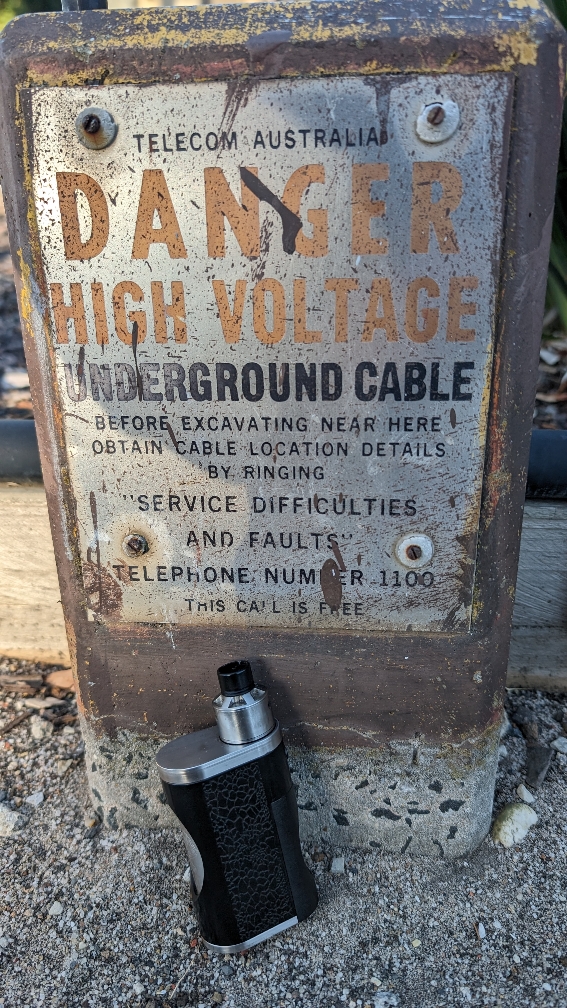 TELECOM AUSTRALIA
DANGER
HIGH VOLTAGE
UNDERGROUND CABLE
BEFORE EXCAVATING NEAR HERE
OBTAIN CABLE LOCATION DETAILS
BY RINGING
"SERVICE DIFFICULTIES
AND FAULTS"
TELEPHONE NUMBER 1100
THIS CALL IS FREE